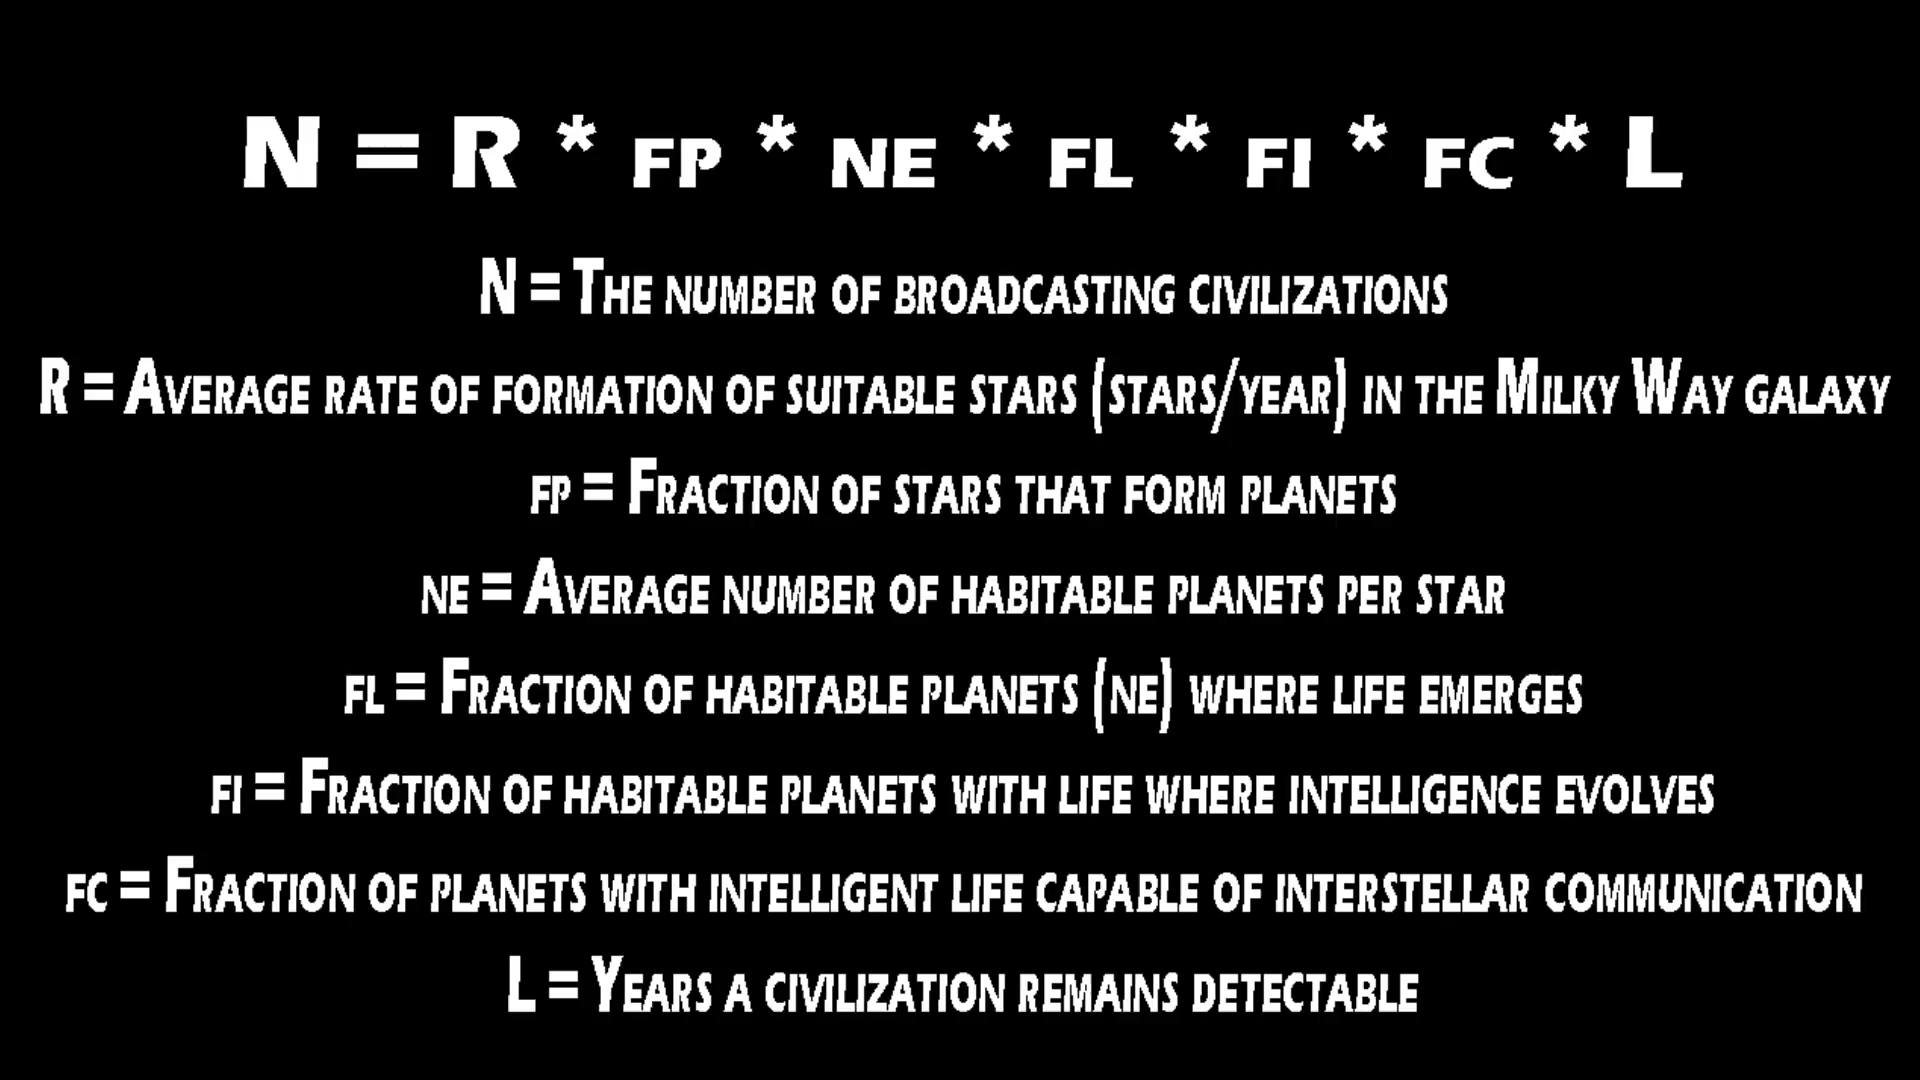 N = R * fp * ne * fl * fi * fc * L
N = The number of broadcasting civilizations
R = Average rate of formation of suitable stars (stars/year) in the Milky Way galaxy
fp = Fraction of stars that form planets
ne = Average number of habitable planets per star
fl = Fraction of habitable planets (ne) where life emerges
fi = Fraction of habitable planets with life where intelligence evolves
fc = Fraction of planets with intelligent life capable of interstellar communication
L = Years a civilization remains detectable